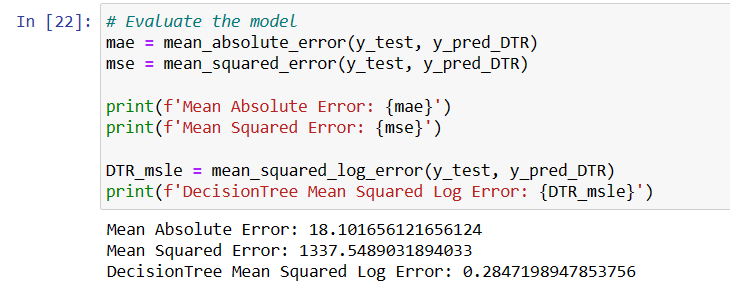 In [22]: # Evaluate the model
mae = mean_absolute_error(y_test, y_pred_DTR)
mse = mean_squared_error(y_test, y_pred_DTR)
print(f'Mean Absolute Error: {mae}')
print(f'Mean Squared Error: {mse}')
DTR_msle = mean_squared_log_error(y_test, y_pred_DTR)
print(f'DecisionTree Mean Squared Log Error: {DTR_msle}')
Mean Absolute Error: 18.101656121656124
Mean Squared Error: 1337.5489031894033
DecisionTree Mean Squared Log Error: 0.2847198947853756